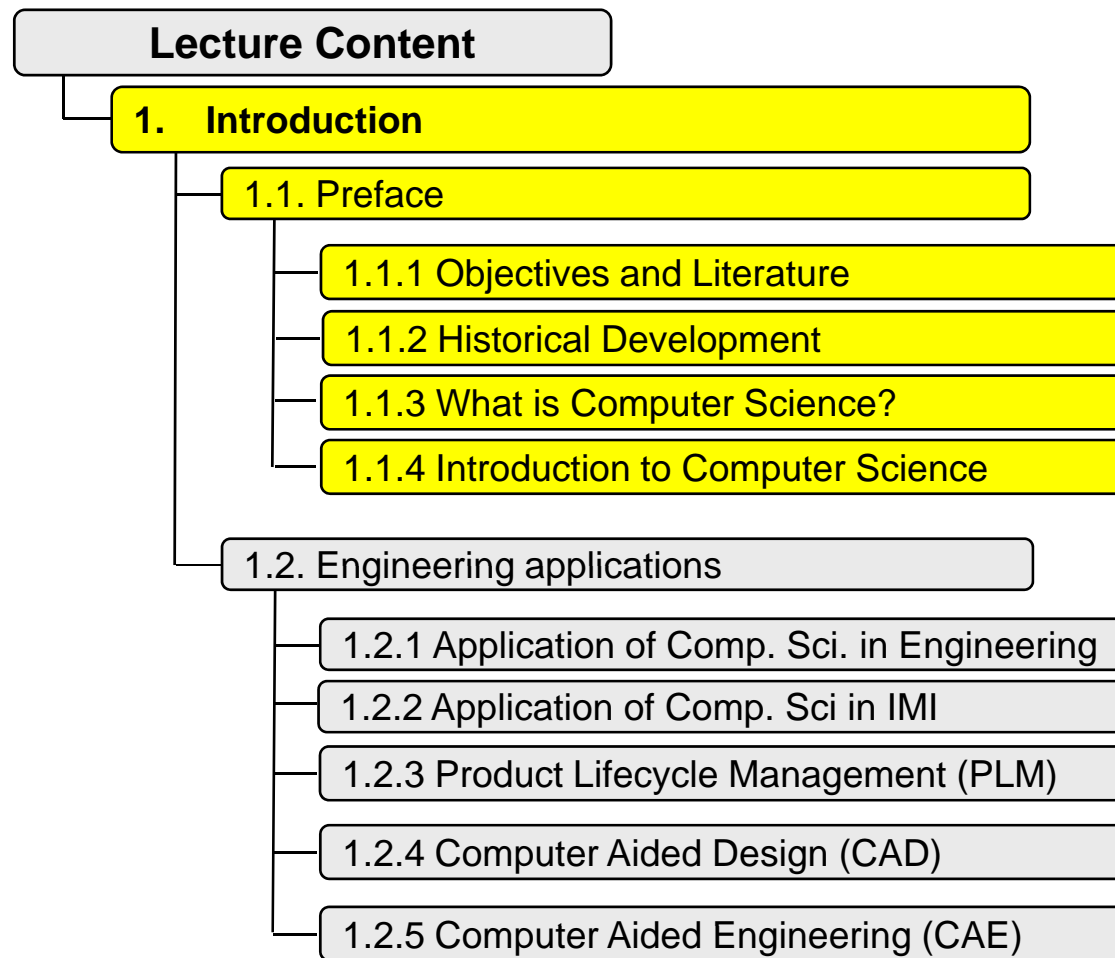 Lecture Content
1. Introduction
1.1. Preface
1.1.1 Objectives and Literature
1.1.2 Historical Development
1.1.3 What is Computer Science?
1.1.4 Introduction to Computer Science
1.2. Engineering applications
1.2.1 Application of Comp. Sci. in Engineering
1.2.2 Application of Comp. Sci in IMI
1.2.3 Product Lifecycle Management (PLM)
1.2.4 Computer Aided Design (CAD)
1.2.5 Computer Aided Engineering (CAE)